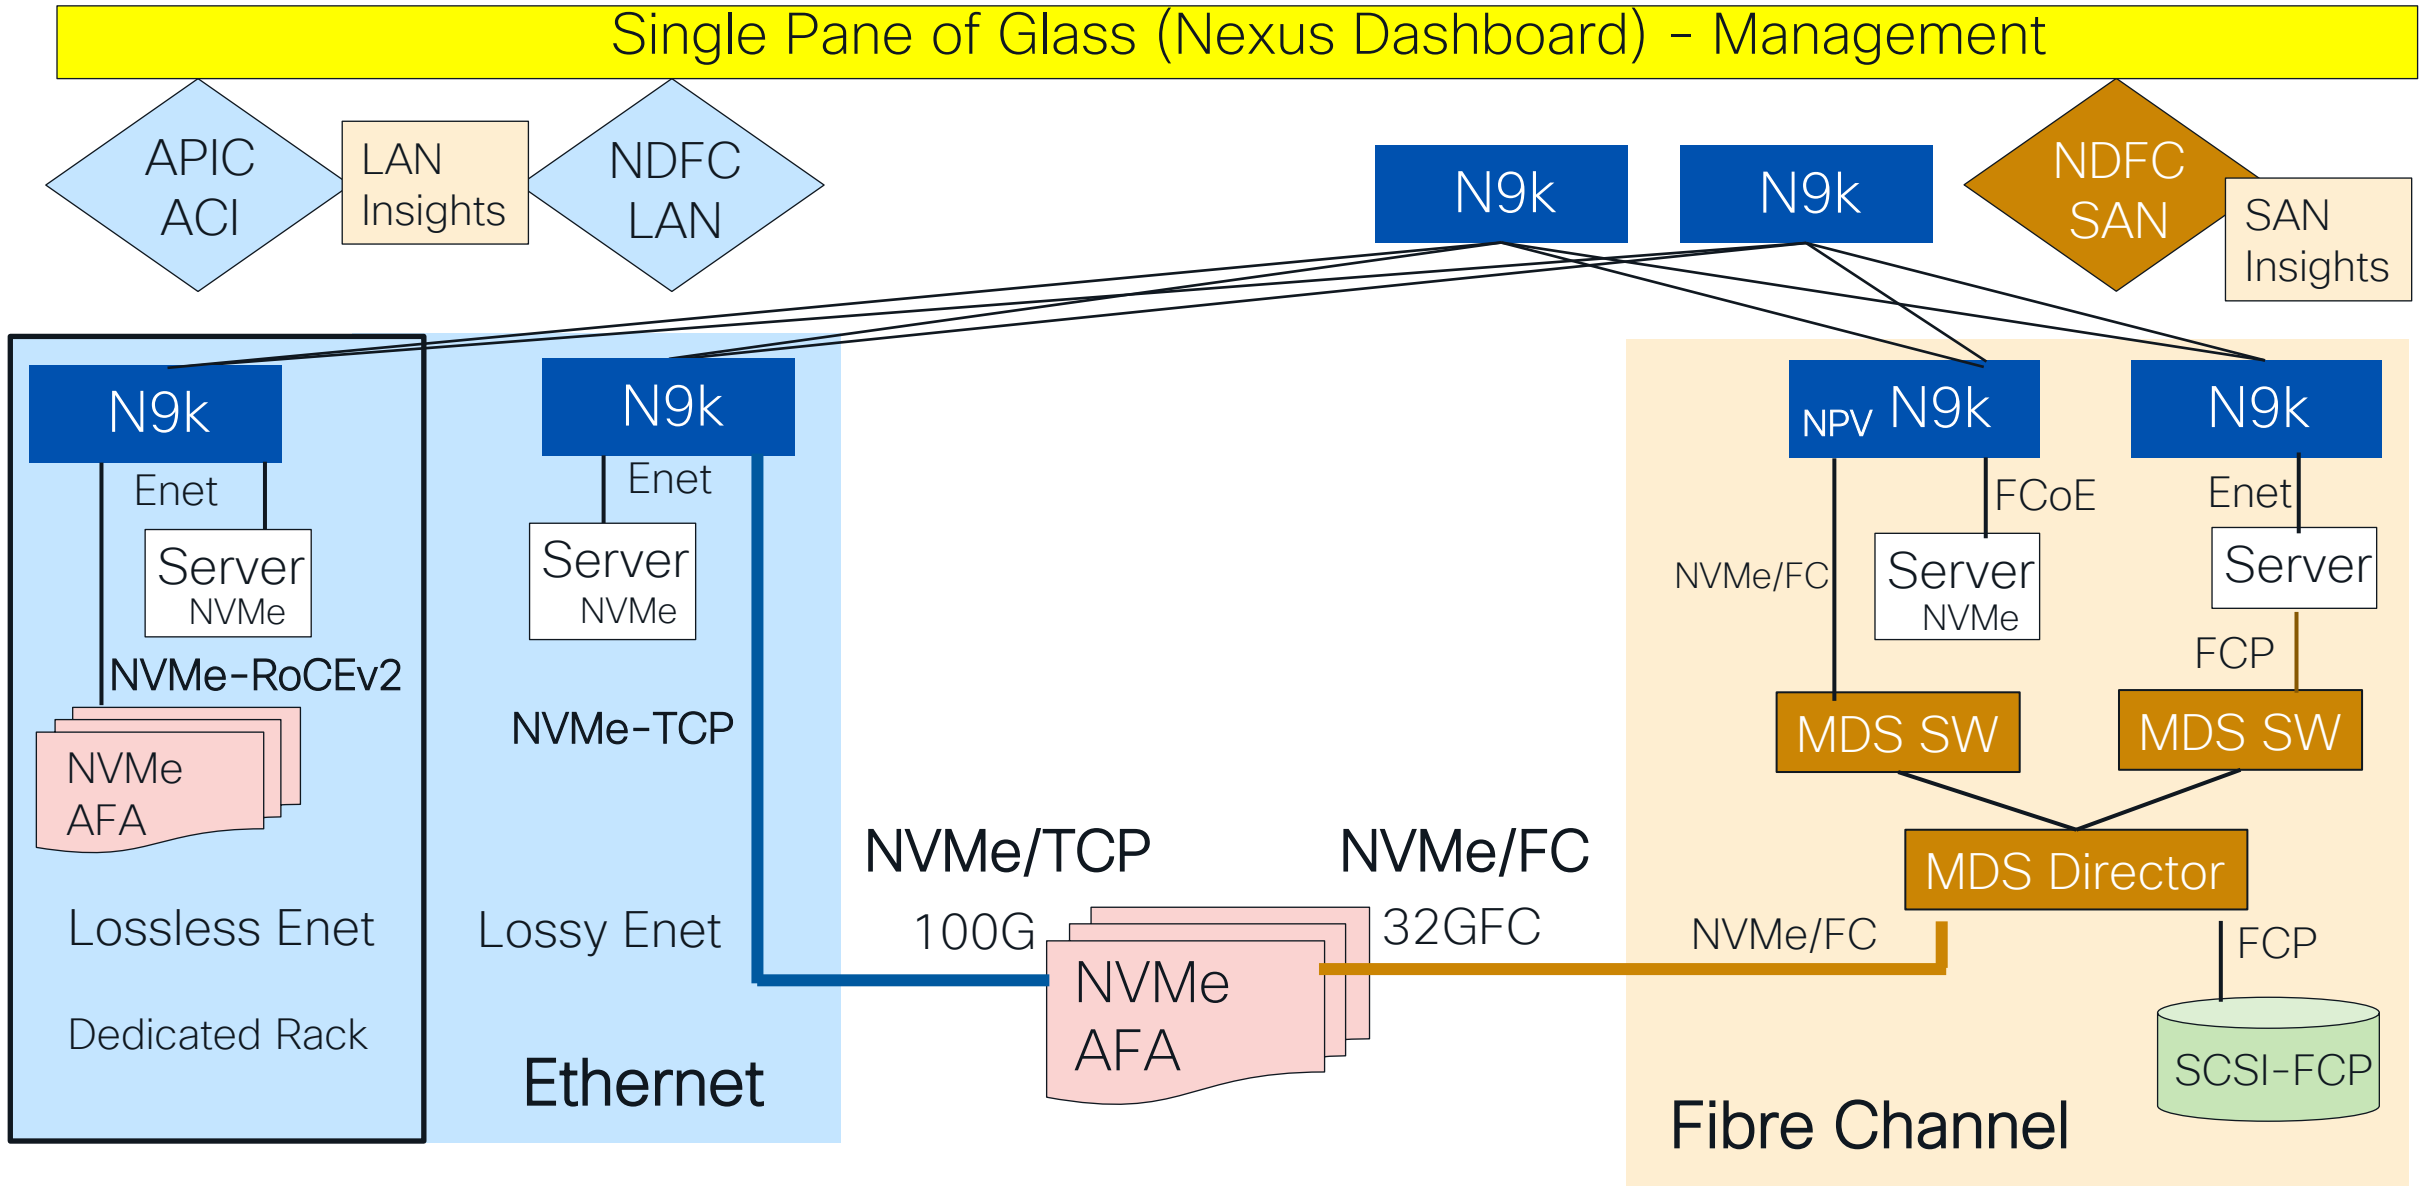 Single Pane of Glass (Nexus Dashboard) - Management
APIC
ACI
LAN
Insights
NDFC
LAN
N9k
N9k
NDFC
SAN
SAN
Insights
N9k
Enet
Server
NVMe
NVMe-RoCEv2
NVMe
AFA
Lossless Enet
Dedicated Rack
N9k
Enet
Server
NVMe
NVMe-TCP
Lossy Enet
Ethernet
NVMe/TCP
100G
NVMe/FC
32GFC
NVMe
AFA
NPV N9k
FCoE
NVMe/FC
Server
NVMe
N9k
Enet
Server
FCP
MDS SW
MDS SW
MDS Director
NVMe/FC
FCP
SCSI-FCP
Fibre Channel